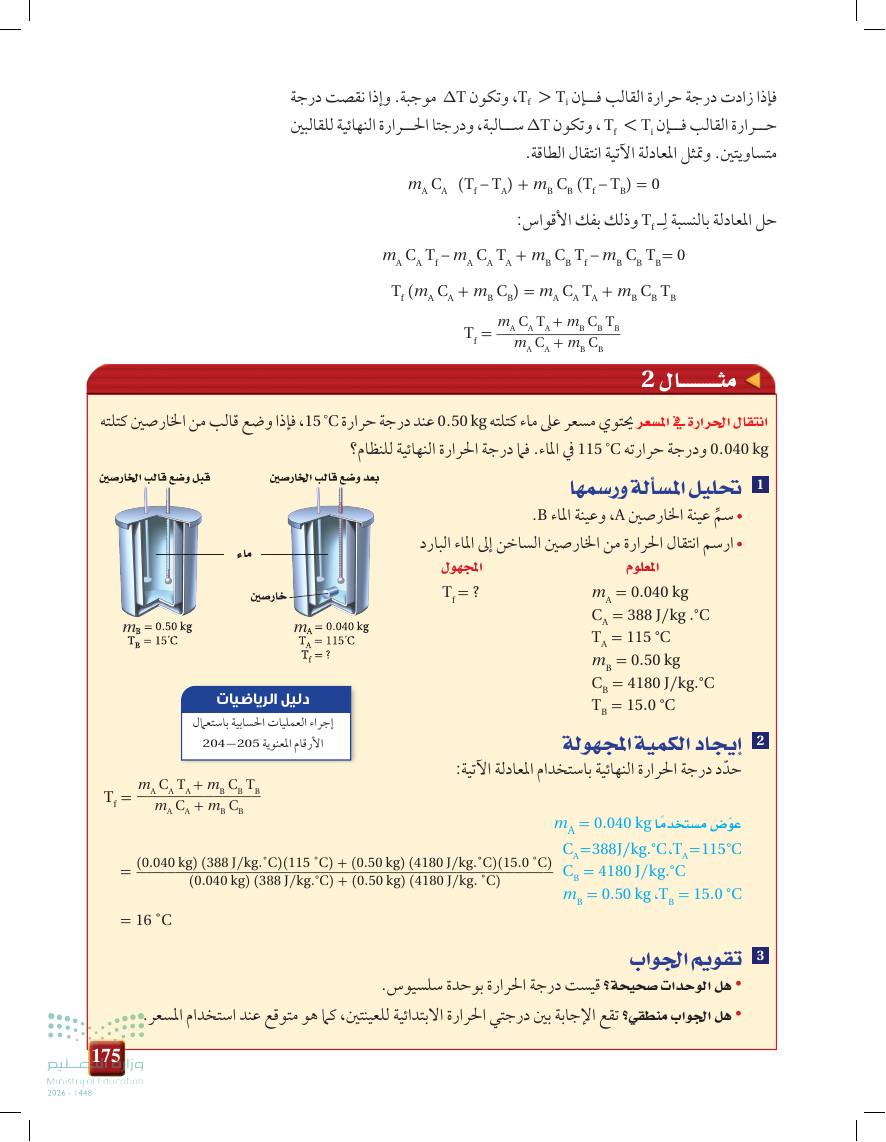 فإذا زادت درجة حرارة القالب فـإن Tf > Ti، وتكون ΔT موجبة. وإذا نقصت درجة
حـرارة القالب فـإن Tf < Ti ، وتكون ΔT سـالبة، ودرجتا الحـرارة النهائية للقالبين
متساويتين. وتمثل المعادلة الآتية انتقال الطاقة.
mA CA (Tf – TA) + mB CB (Tf – TB) = 0
حل المعادلة بالنسبة لِـ Tf وذلك بفك الأقواس:
mA CA Tf – mA CA TA + mB CB Tf – mB CB TB= 0
Tf (mA CA + mB CB) = mA CA TA + mB CB TB
Tf = mA CA TA + mB CB TB / mA CA + mB CB
مثـــــال 2
انتقال الحرارة في المسعر يحتوي مسعر على ماء كتلته 0.50 kg عند درجة حرارة 15 °C، فإذا وضع قالب من الخارصين كتلته
0.040 kg ودرجة حرارته 115 °C في الماء. فما درجة الحرارة النهائية للنظام؟
1 تحليل المسألة ورسمها
• سمِّ عينة الخارصين A، وعينة الماء B.
• ارسم انتقال الحرارة من الخارصين الساخن إلى الماء البارد
المعلوم
mA = 0.040 kg
CA = 388 J/kg .°C
TA = 115 °C
mB = 0.50 kg
CB = 4180 J/kg.°C
TB = 15.0 °C
المجهول
Tf = ?
بعد وضع قالب الخارصين
قبل وضع قالب الخارصين
ماء
خارصين
mA = 0.040 kg
TA = 115°C
Tf = ?
mB = 0.50 kg
TB = 15°C
دليل الرياضيات
إجراء العمليات الحسابية باستعمال
الأرقام المعنوية 205—204
2 إيجاد الكمية المجهولة
حدّد درجة الحرارة النهائية باستخدام المعادلة الآتية:
Tf = mA CA TA + mB CB TB / mA CA + mB CB
عوّض مستخدمًا mA = 0.040 kg
CA=388J/kg.°C ،TA=115°C
CB = 4180 J/kg.°C
mB = 0.50 kg ،TB = 15.0 °C
= (0.040 kg) (388 J/kg.°C)(115 °C) + (0.50 kg) (4180 J/kg.°C)(15.0 °C) / (0.040 kg) (388 J/kg.°C) + (0.50 kg) (4180 J/kg. °C)
= 16 °C
3 تقويم الجواب
• هل الوحدات صحيحة؟ قيست درجة الحرارة بوحدة سلسيوس.
• هل الجواب منطقي؟ تقع الإجابة بين درجتي الحرارة الابتدائية للعينتين، كما هو متوقع عند استخدام المسعر.
175
وزارة التعليم
Ministry of Education
2026 - 1448